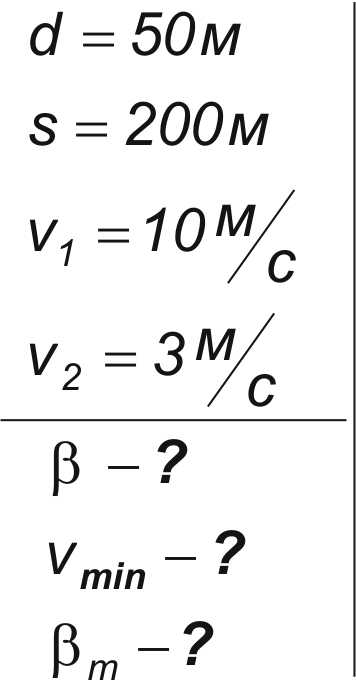 d = 50м
s = 200м
v₁ = 10 м/с
v₂ = 3 м/с
β – ?
vₘᵢₙ – ?
βₘ – ?